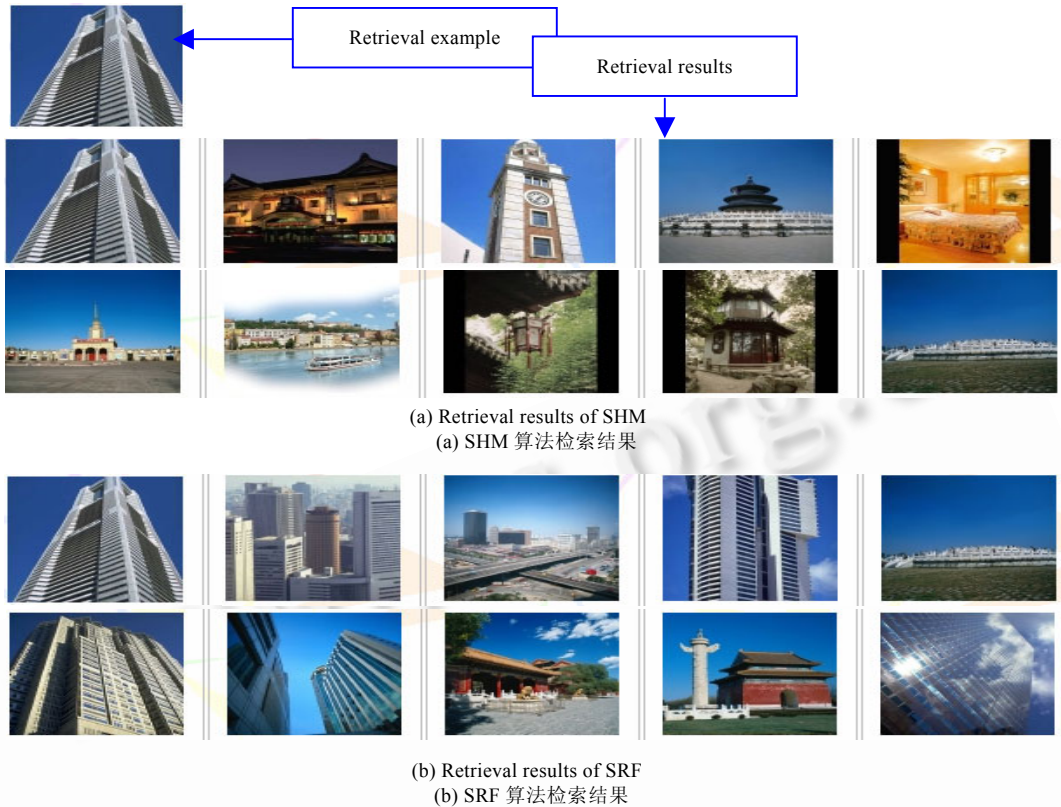 Retrieval example
Retrieval results
(a) Retrieval results of SHM
(a) SHM 算法检索结果
(b) Retrieval results of SRF
(b) SRF 算法检索结果